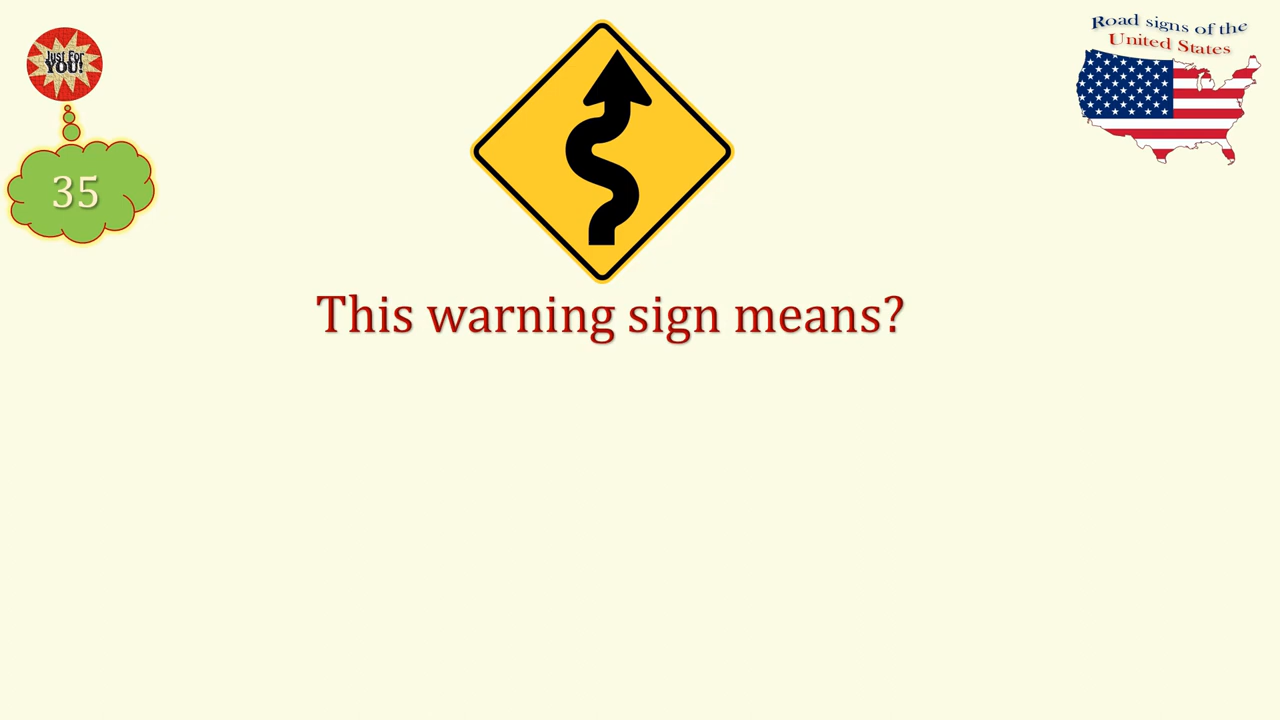 Just For
YOU!
35
Road signs of the
United States
This warning sign means?